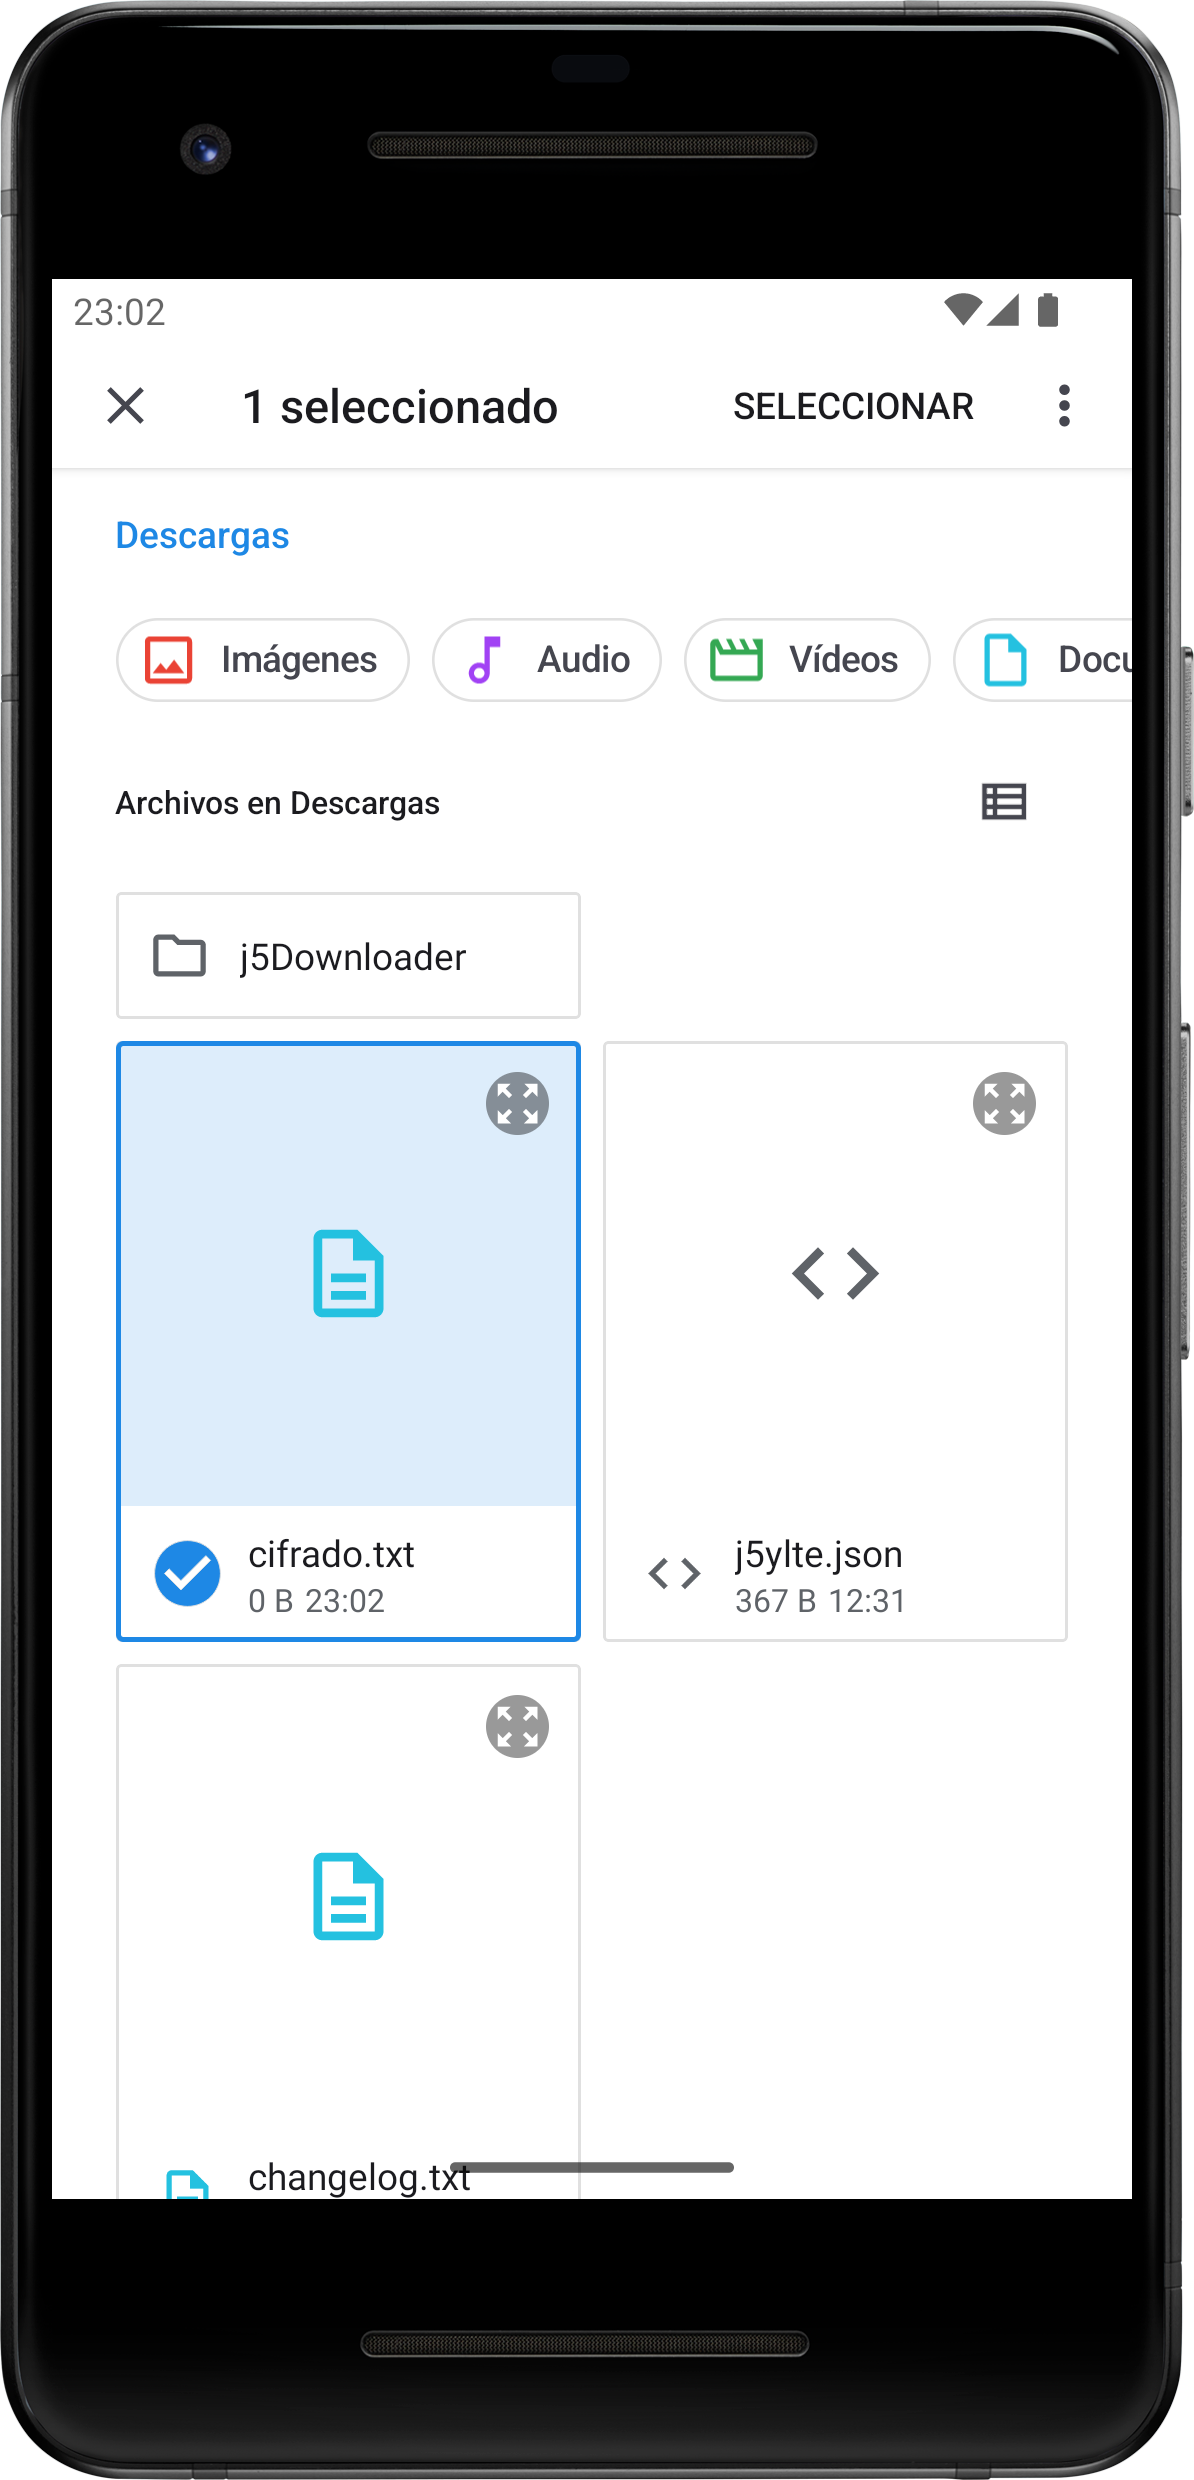 23:02
1 seleccionado
SELECCIONAR
Descargas
Imágenes
Audio
Vídeos
Docu
Archivos en Descargas
j5Downloader
cifrado.txt
0 B 23:02
j5ylte.json
367 B 12:31
changelog.txt